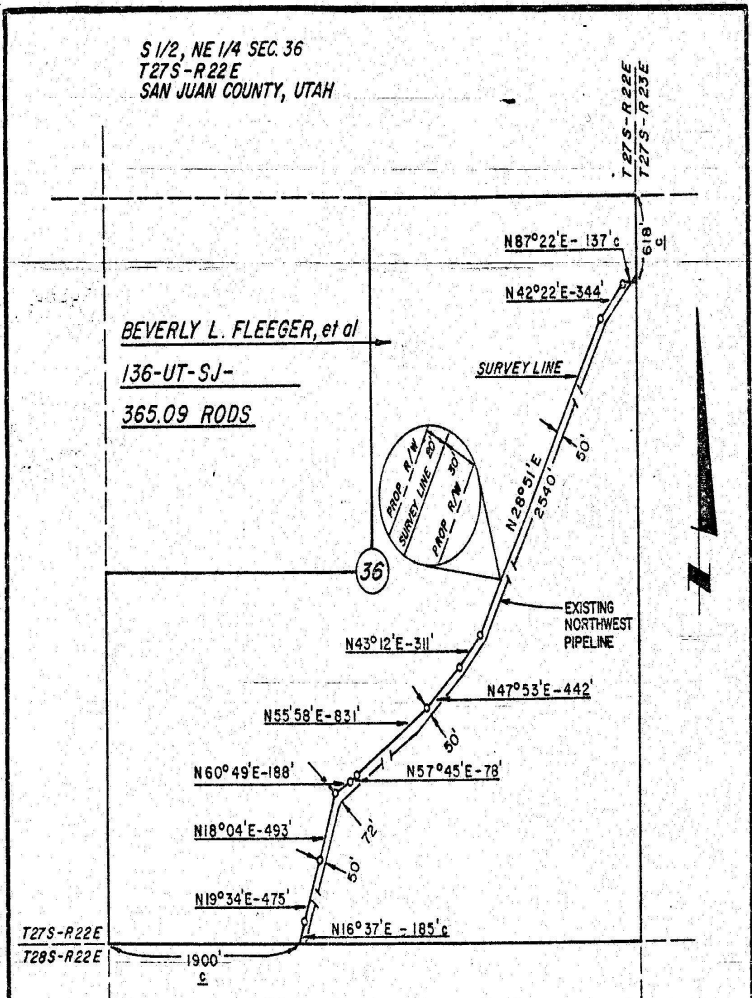 S 1/2, NE 1/4 SEC. 36
T27S-R22E
SAN JUAN COUNTY, UTAH
T27S-R22E
T27S-R23E
618'
c
N87°22'E - 137'c
N42°22'E-344'
BEVERLY L. FLEEGER, et al
136-UT-SJ-
365.09 RODS
SURVEY LINE
50'
N28°51'E
2540'
PROP R/W
20'
SURVEY LINE
30'
PROP. R/W
36
EXISTING
NORTHWEST
PIPELINE
N43°12'E-311'
N47°53'E-442'
N55°58'E-831'
50'
N60°49'E-188'
N57°45'E-78'
72'
N18°04'E-493'
50'
N19°34'E-475'
N16°37'E - 185'c
T27S-R22E
T28S-R22E
1900'
c